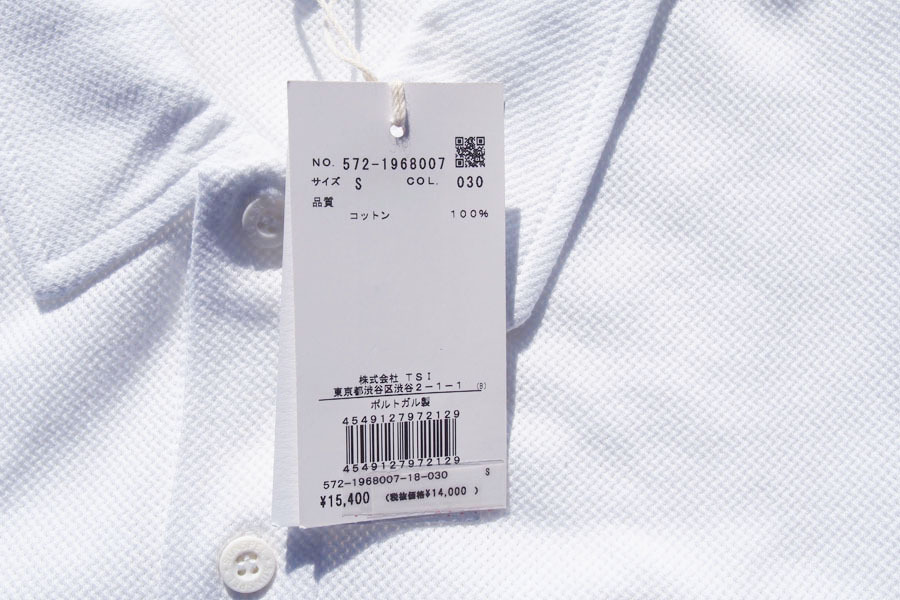 NO. 572-1968007
サイズ S COL. 030
品質
コットン 100%
株式会社 TSI
東京都渋谷区渋谷2-1-1 (B)
ポルトガル製
4549127972129
4549127972129
572-1968007-18-030 S
¥15,400 (税抜価格¥14,000 )